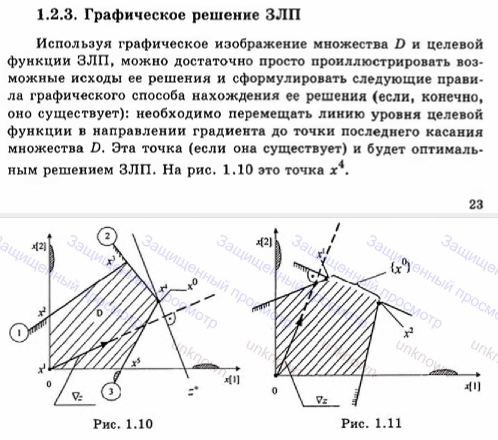 1.2.3. Графическое решение ЗЛП
Используя графическое изображение множества D и целевой
функции ЗЛП, можно достаточно просто проиллюстрировать воз-
можные исходы ее решения и сформулировать следующие прави-
ла графического способа нахождения ее решения (если, конечно,
оно существует): необходимо перемещать линию уровня целевой
функции в направлении градиента до точки последнего касания
множества D. Эта точка (если она существует) и будет оптималь-
ным решением ЗЛП. На рис. 1.10 это точка x⁴.
23
Защищенный просмотр
unknown
x[2]
2
x³
x⁴
x⁰
x²
D
1
x¹
x⁵
0
3
x[1]
∇z
z*
Рис. 1.10
x[2]
x¹
{x⁰}
x²
0
x[1]
∇z
Рис. 1.11